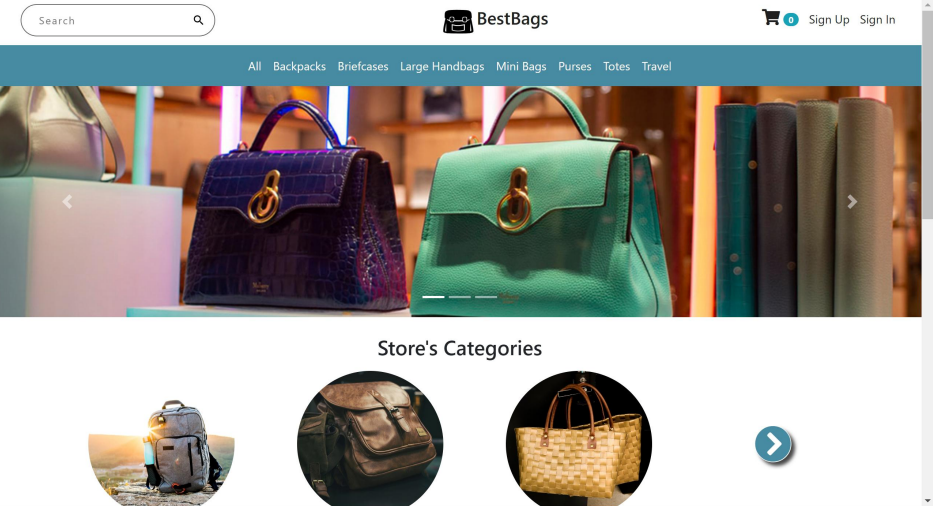 Search
BestBags
0
Sign Up
Sign In
All
Backpacks
Briefcases
Large Handbags
Mini Bags
Purses
Totes
Travel
Mulberry
Store's Categories